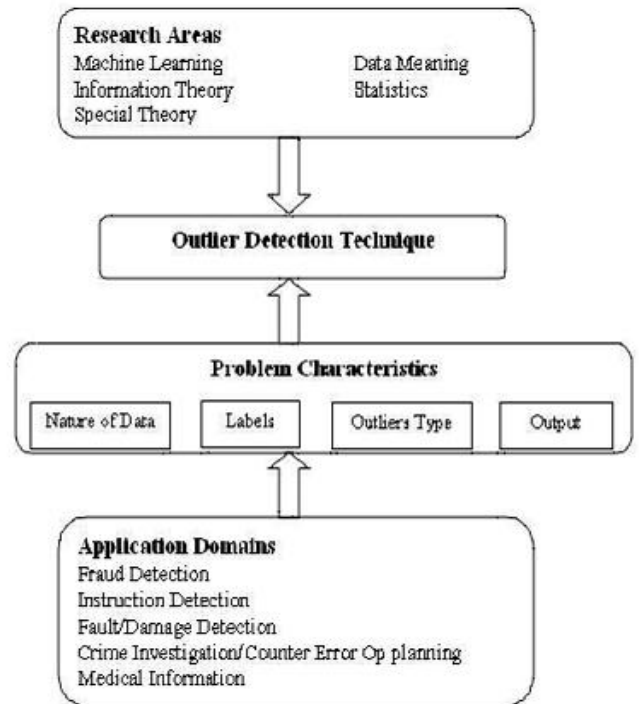 Research Areas
Machine Learning Data Meaning
Information Theory Statistics
Special Theory
Outlier Detection Technique
Problem Characteristics
Nature of Data Labels Outliers Type Output
Application Domains
Fraud Detection
Instruction Detection
Fault/Damage Detection
Crime Investigation/Counter Error Op planning
Medical Information